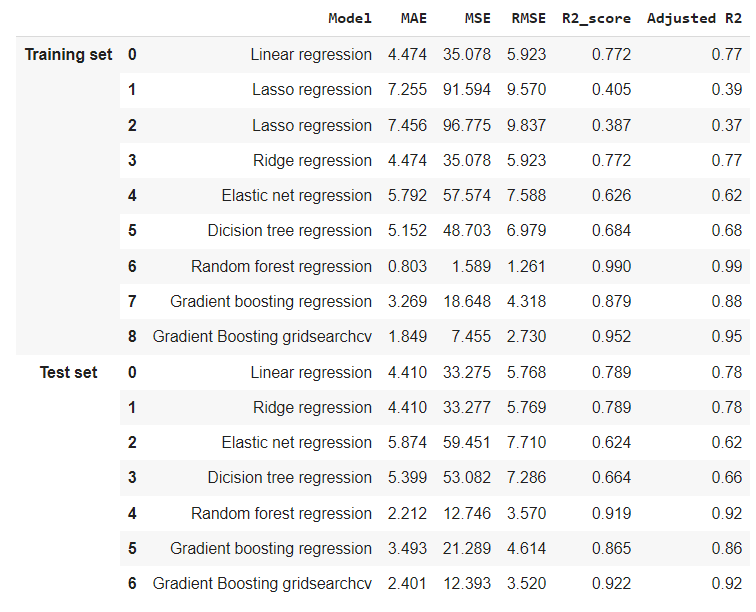 Model MAE MSE RMSE R2_score Adjusted R2
Training set 0 Linear regression 4.474 35.078 5.923 0.772 0.77
1 Lasso regression 7.255 91.594 9.570 0.405 0.39
2 Lasso regression 7.456 96.775 9.837 0.387 0.37
3 Ridge regression 4.474 35.078 5.923 0.772 0.77
4 Elastic net regression 5.792 57.574 7.588 0.626 0.62
5 Dicision tree regression 5.152 48.703 6.979 0.684 0.68
6 Random forest regression 0.803 1.589 1.261 0.990 0.99
7 Gradient boosting regression 3.269 18.648 4.318 0.879 0.88
8 Gradient Boosting gridsearchcv 1.849 7.455 2.730 0.952 0.95
Test set 0 Linear regression 4.410 33.275 5.768 0.789 0.78
1 Ridge regression 4.410 33.277 5.769 0.789 0.78
2 Elastic net regression 5.874 59.451 7.710 0.624 0.62
3 Dicision tree regression 5.399 53.082 7.286 0.664 0.66
4 Random forest regression 2.212 12.746 3.570 0.919 0.92
5 Gradient boosting regression 3.493 21.289 4.614 0.865 0.86
6 Gradient Boosting gridsearchcv 2.401 12.393 3.520 0.922 0.92